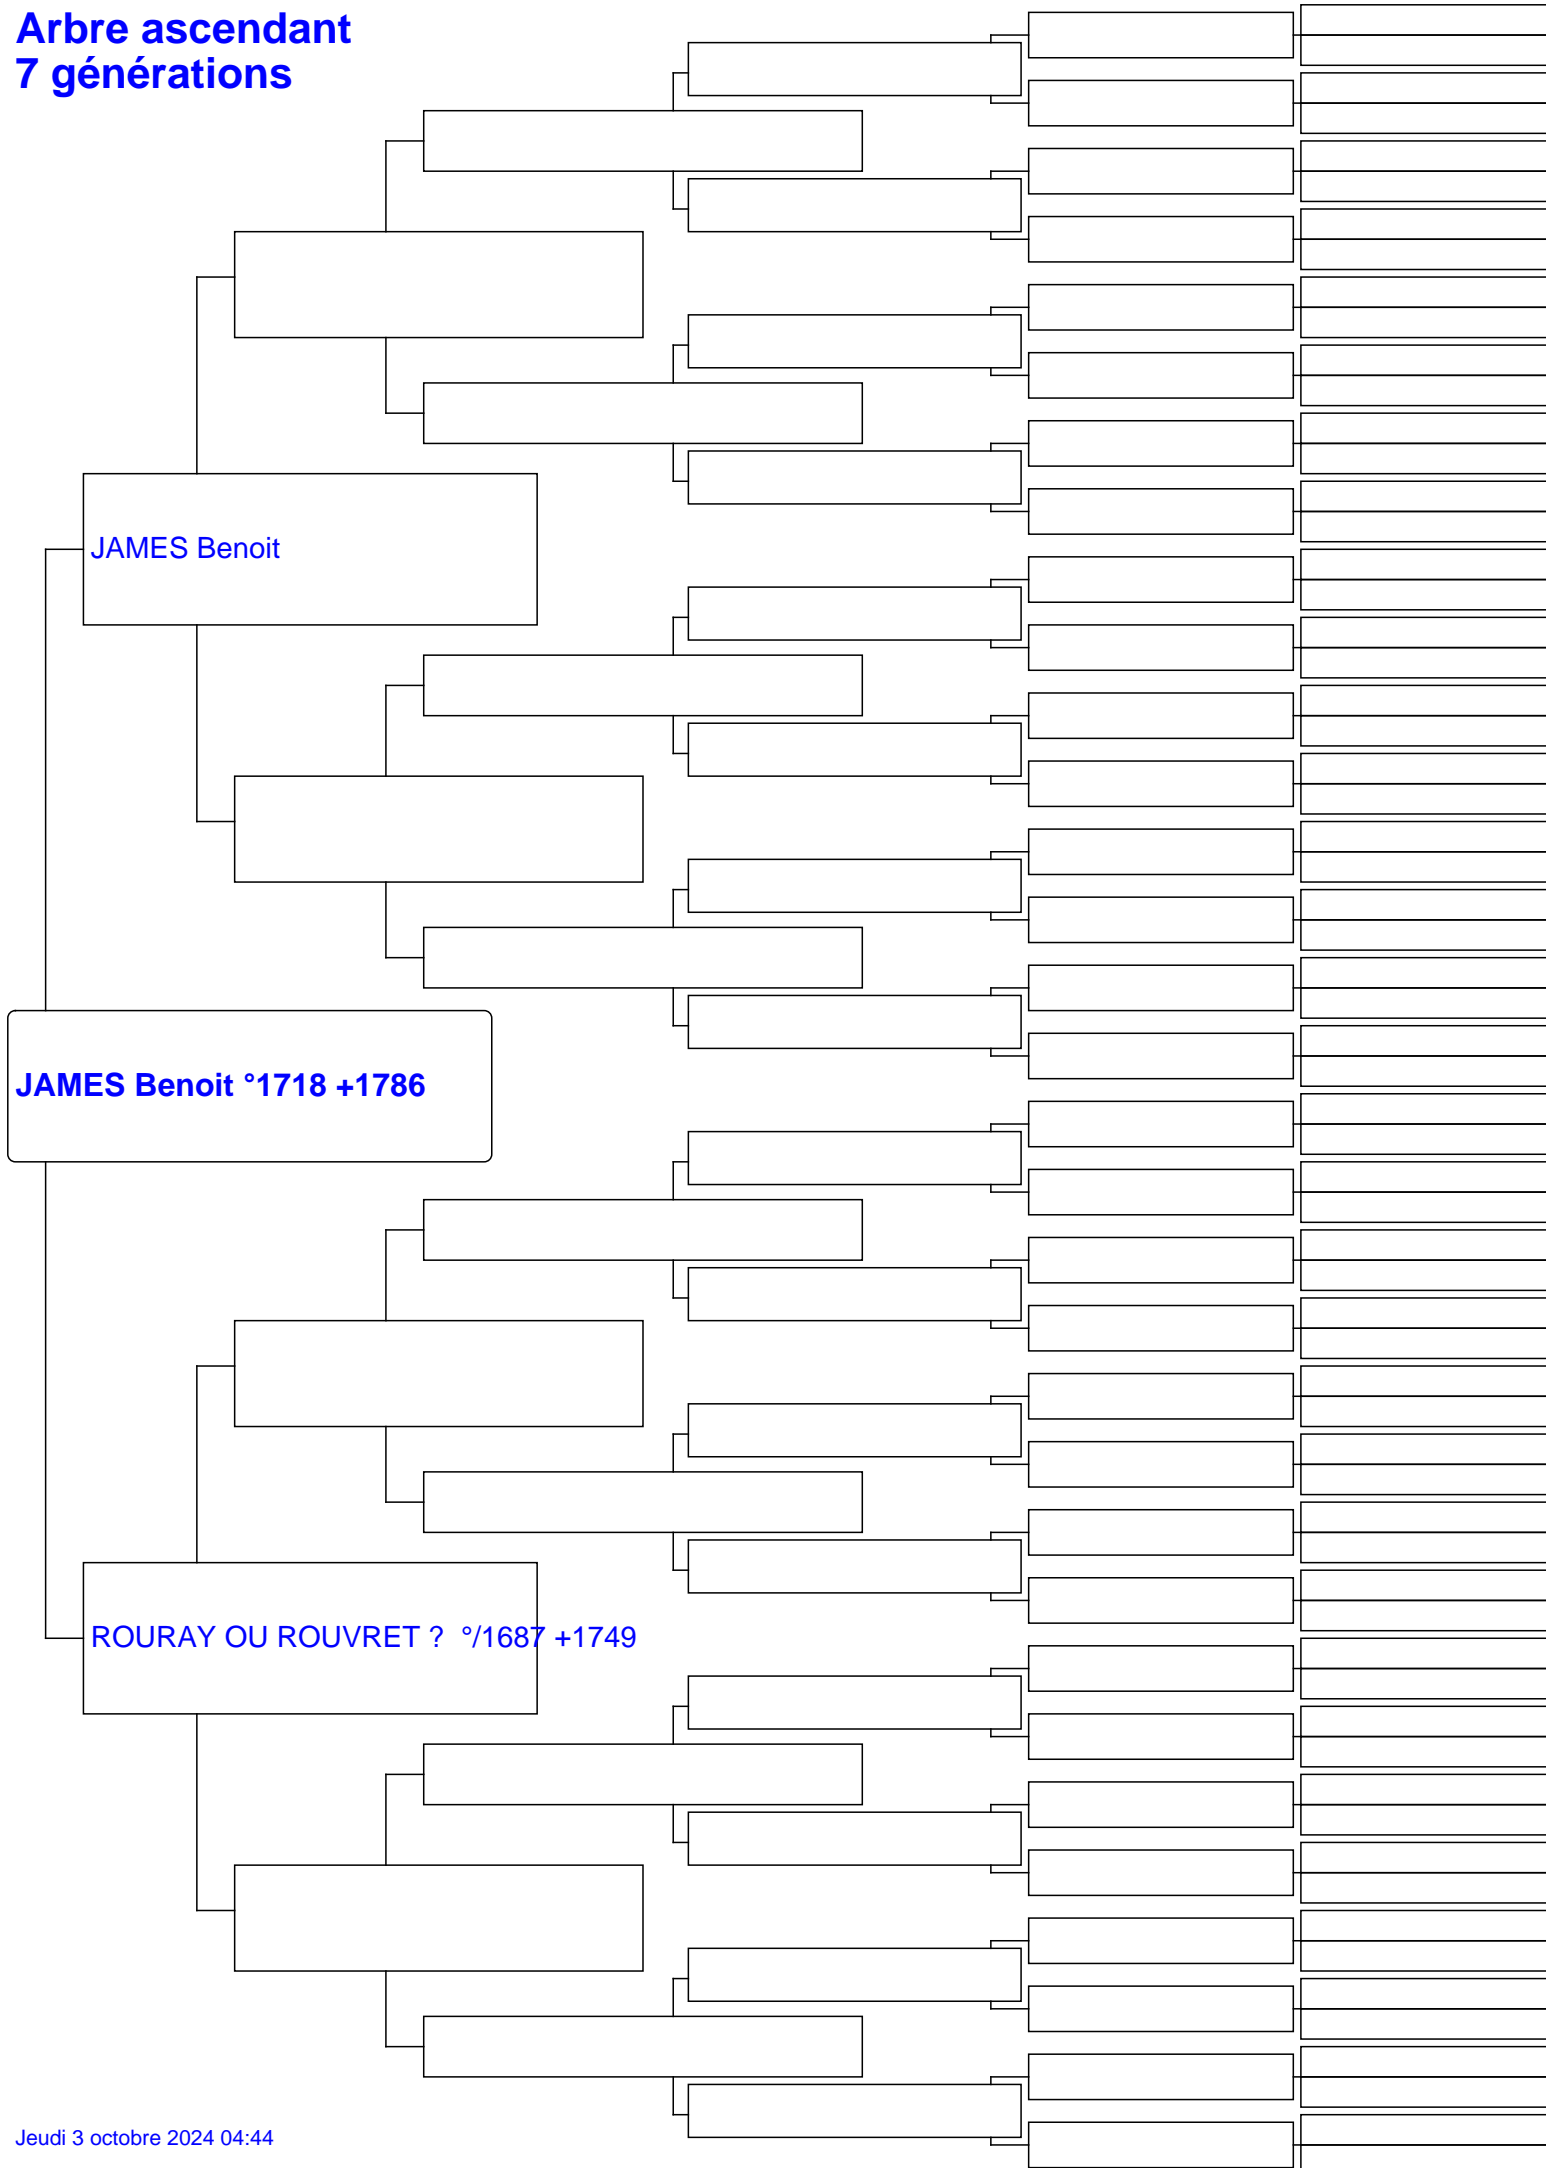 Arbre ascendant
7 générations
JAMES Benoit
JAMES Benoit °1718 +1786
ROURAY OU ROUVRET ?  °/1687 +1749
Jeudi 3 octobre 2024 04:44